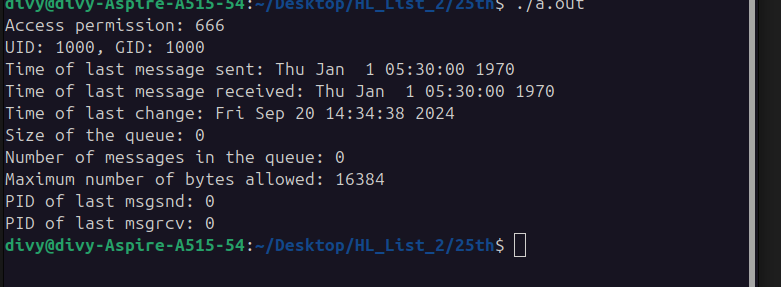 divy@divy-Aspire-A515-54:~/Desktop/HL_List_2/25th$ ./a.out
Access permission: 666
UID: 1000, GID: 1000
Time of last message sent: Thu Jan  1 05:30:00 1970
Time of last message received: Thu Jan  1 05:30:00 1970
Time of last change: Fri Sep 20 14:34:38 2024
Size of the queue: 0
Number of messages in the queue: 0
Maximum number of bytes allowed: 16384
PID of last msgsnd: 0
PID of last msgrcv: 0
divy@divy-Aspire-A515-54:~/Desktop/HL_List_2/25th$